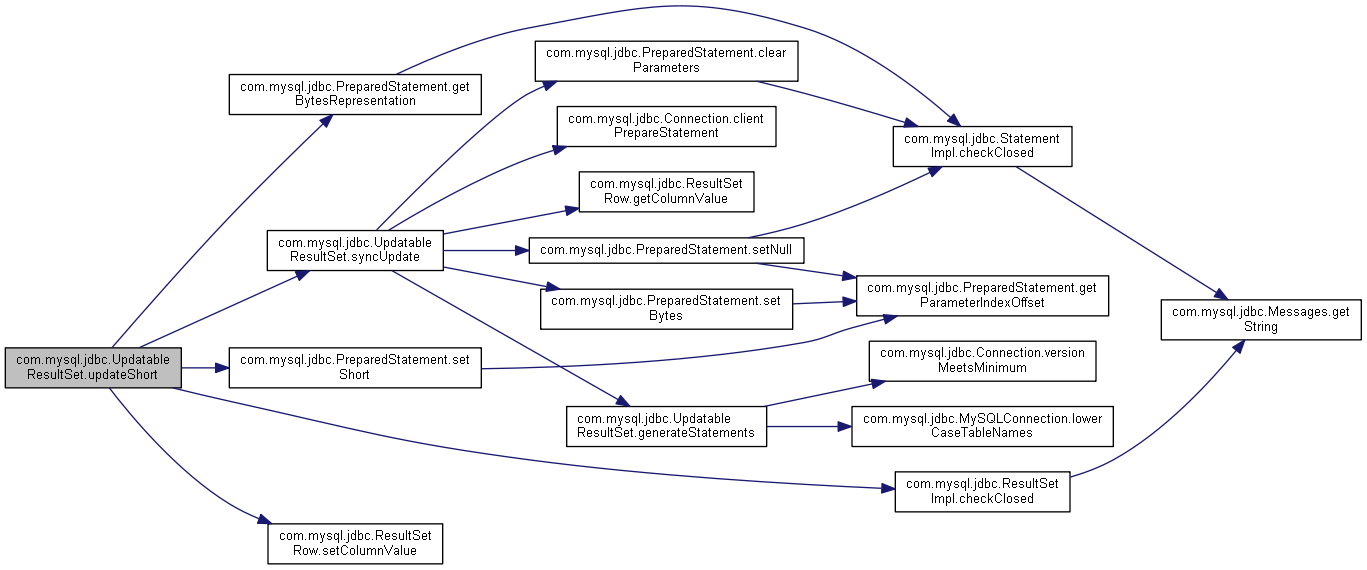 com.mysql.jdbc.PreparedStatement.clear
Parameters
com.mysql.jdbc.PreparedStatement.get
BytesRepresentation
com.mysql.jdbc.Connection.client
PrepareStatement
com.mysql.jdbc.Statement
Impl.checkClosed
com.mysql.jdbc.ResultSet
Row.getColumnValue
com.mysql.jdbc.Updatable
ResultSet.syncUpdate
com.mysql.jdbc.PreparedStatement.setNull
com.mysql.jdbc.PreparedStatement.get
ParameterIndexOffset
com.mysql.jdbc.PreparedStatement.set
Bytes
com.mysql.jdbc.Messages.get
String
com.mysql.jdbc.Updatable
ResultSet.updateShort
com.mysql.jdbc.PreparedStatement.set
Short
com.mysql.jdbc.Connection.version
MeetsMinimum
com.mysql.jdbc.Updatable
ResultSet.generateStatements
com.mysql.jdbc.MySQLConnection.lower
CaseTableNames
com.mysql.jdbc.ResultSet
Impl.checkClosed
com.mysql.jdbc.ResultSet
Row.setColumnValue